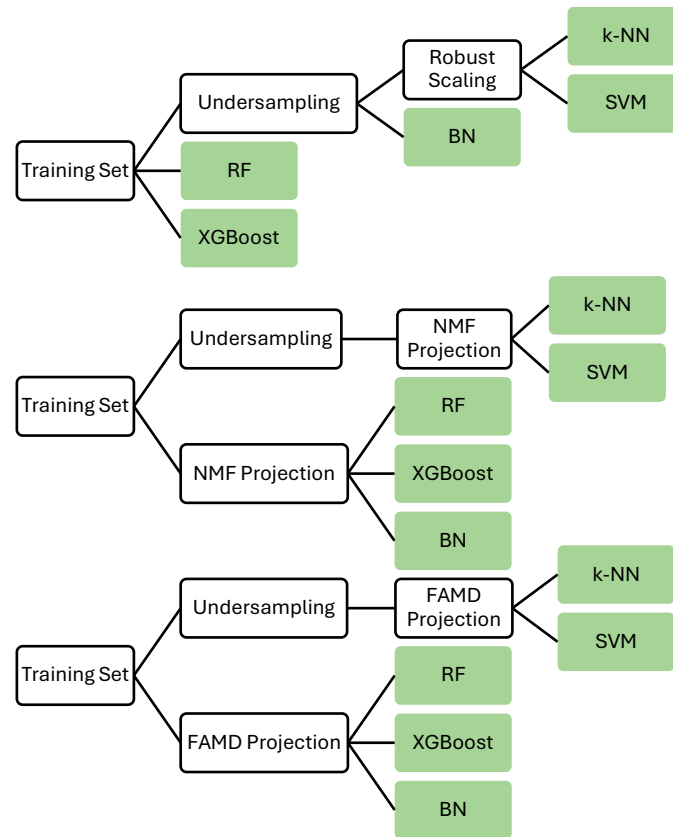 k-NN
Robust
Scaling
Undersampling
SVM
BN
Training Set
RF
XGBoost
k-NN
NMF
Projection
Undersampling
SVM
RF
Training Set
NMF Projection
XGBoost
BN
k-NN
FAMD
Projection
Undersampling
SVM
RF
Training Set
FAMD Projection
XGBoost
BN